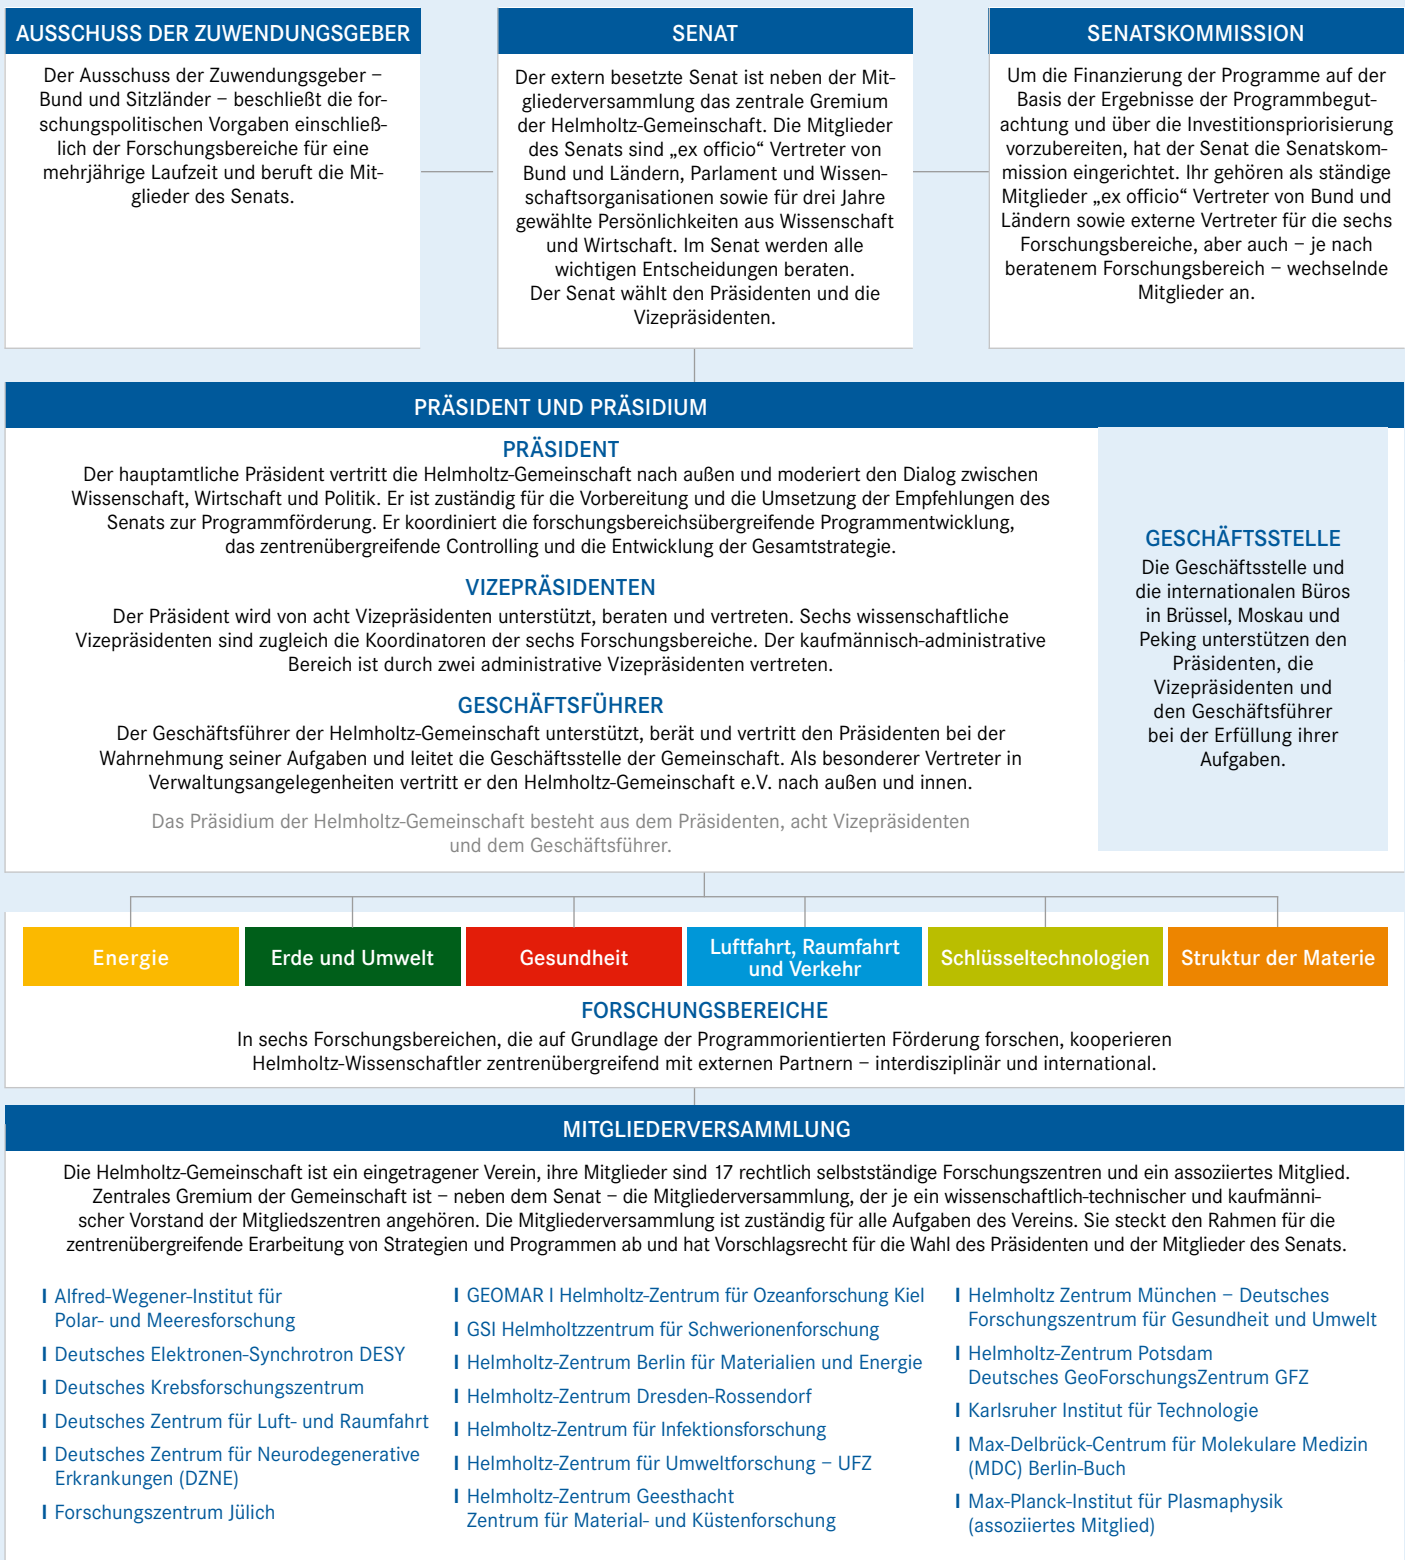 AUSSCHUSS DER ZUWENDUNGSGEBER
Der Ausschuss der Zuwendungsgeber –
Bund und Sitzländer – beschließt die for-
schungspolitischen Vorgaben einschließ-
lich der Forschungsbereiche für eine
mehrjährige Laufzeit und beruft die Mit-
glieder des Senats.
SENAT
Der extern besetzte Senat ist neben der Mit-
gliederversammlung das zentrale Gremium
der Helmholtz-Gemeinschaft. Die Mitglieder
des Senats sind „ex officio“ Vertreter von
Bund und Ländern, Parlament und Wissen-
schaftsorganisationen sowie für drei Jahre
gewählte Persönlichkeiten aus Wissenschaft
und Wirtschaft. Im Senat werden alle
wichtigen Entscheidungen beraten.
Der Senat wählt den Präsidenten und die
Vizepräsidenten.
SENATSKOMMISSION
Um die Finanzierung der Programme auf der
Basis der Ergebnisse der Programmbegut-
achtung und über die Investitionspriorisierung
vorzubereiten, hat der Senat die Senatskom-
mission eingerichtet. Ihr gehören als ständige
Mitglieder „ex officio“ Vertreter von Bund und
Ländern sowie externe Vertreter für die sechs
Forschungsbereiche, aber auch – je nach
beratenem Forschungsbereich – wechselnde
Mitglieder an.
PRÄSIDENT UND PRÄSIDIUM
PRÄSIDENT
Der hauptamtliche Präsident vertritt die Helmholtz-Gemeinschaft nach außen und moderiert den Dialog zwischen
Wissenschaft, Wirtschaft und Politik. Er ist zuständig für die Vorbereitung und die Umsetzung der Empfehlungen des
Senats zur Programmförderung. Er koordiniert die forschungsbereichsübergreifende Programmentwicklung,
das zentrenübergreifende Controlling und die Entwicklung der Gesamtstrategie.
VIZEPRÄSIDENTEN
Der Präsident wird von acht Vizepräsidenten unterstützt, beraten und vertreten. Sechs wissenschaftliche
Vizepräsidenten sind zugleich die Koordinatoren der sechs Forschungsbereiche. Der kaufmännisch-administrative
Bereich ist durch zwei administrative Vizepräsidenten vertreten.
GESCHÄFTSFÜHRER
Der Geschäftsführer der Helmholtz-Gemeinschaft unterstützt, berät und vertritt den Präsidenten bei der
Wahrnehmung seiner Aufgaben und leitet die Geschäftsstelle der Gemeinschaft. Als besonderer Vertreter in
Verwaltungsangelegenheiten vertritt er den Helmholtz-Gemeinschaft e.V. nach außen und innen.
Das Präsidium der Helmholtz-Gemeinschaft besteht aus dem Präsidenten, acht Vizepräsidenten
und dem Geschäftsführer.
GESCHÄFTSSTELLE
Die Geschäftsstelle und
die internationalen Büros
in Brüssel, Moskau und
Peking unterstützen den
Präsidenten, die
Vizepräsidenten und
den Geschäftsführer
bei der Erfüllung ihrer
Aufgaben.
Energie
Erde und Umwelt
Gesundheit
Luftfahrt, Raumfahrt
und Verkehr
Schlüsseltechnologien
Struktur der Materie
FORSCHUNGSBEREICHE
In sechs Forschungsbereichen, die auf Grundlage der Programmorientierten Förderung forschen, kooperieren
Helmholtz-Wissenschaftler zentrenübergreifend mit externen Partnern – interdisziplinär und international.
MITGLIEDERVERSAMMLUNG
Die Helmholtz-Gemeinschaft ist ein eingetragener Verein, ihre Mitglieder sind 17 rechtlich selbstständige Forschungszentren und ein assoziiertes Mitglied.
Zentrales Gremium der Gemeinschaft ist – neben dem Senat – die Mitgliederversammlung, der je ein wissenschaftlich-technischer und kaufmänni-
scher Vorstand der Mitgliedszentren angehören. Die Mitgliederversammlung ist zuständig für alle Aufgaben des Vereins. Sie steckt den Rahmen für die
zentrenübergreifende Erarbeitung von Strategien und Programmen ab und hat Vorschlagsrecht für die Wahl des Präsidenten und der Mitglieder des Senats.
I Alfred-Wegener-Institut für
Polar- und Meeresforschung
I Deutsches Elektronen-Synchrotron DESY
I Deutsches Krebsforschungszentrum
I Deutsches Zentrum für Luft- und Raumfahrt
I Deutsches Zentrum für Neurodegenerative
Erkrankungen (DZNE)
I Forschungszentrum Jülich
I GEOMAR I Helmholtz-Zentrum für Ozeanforschung Kiel
I GSI Helmholtzzentrum für Schwerionenforschung
I Helmholtz-Zentrum Berlin für Materialien und Energie
I Helmholtz-Zentrum Dresden-Rossendorf
I Helmholtz-Zentrum für Infektionsforschung
I Helmholtz-Zentrum für Umweltforschung – UFZ
I Helmholtz-Zentrum Geesthacht
Zentrum für Material- und Küstenforschung
I Helmholtz Zentrum München – Deutsches
Forschungszentrum für Gesundheit und Umwelt
I Helmholtz-Zentrum Potsdam
Deutsches GeoForschungsZentrum GFZ
I Karlsruher Institut für Technologie
I Max-Delbrück-Centrum für Molekulare Medizin
(MDC) Berlin-Buch
I Max-Planck-Institut für Plasmaphysik
(assoziiertes Mitglied)